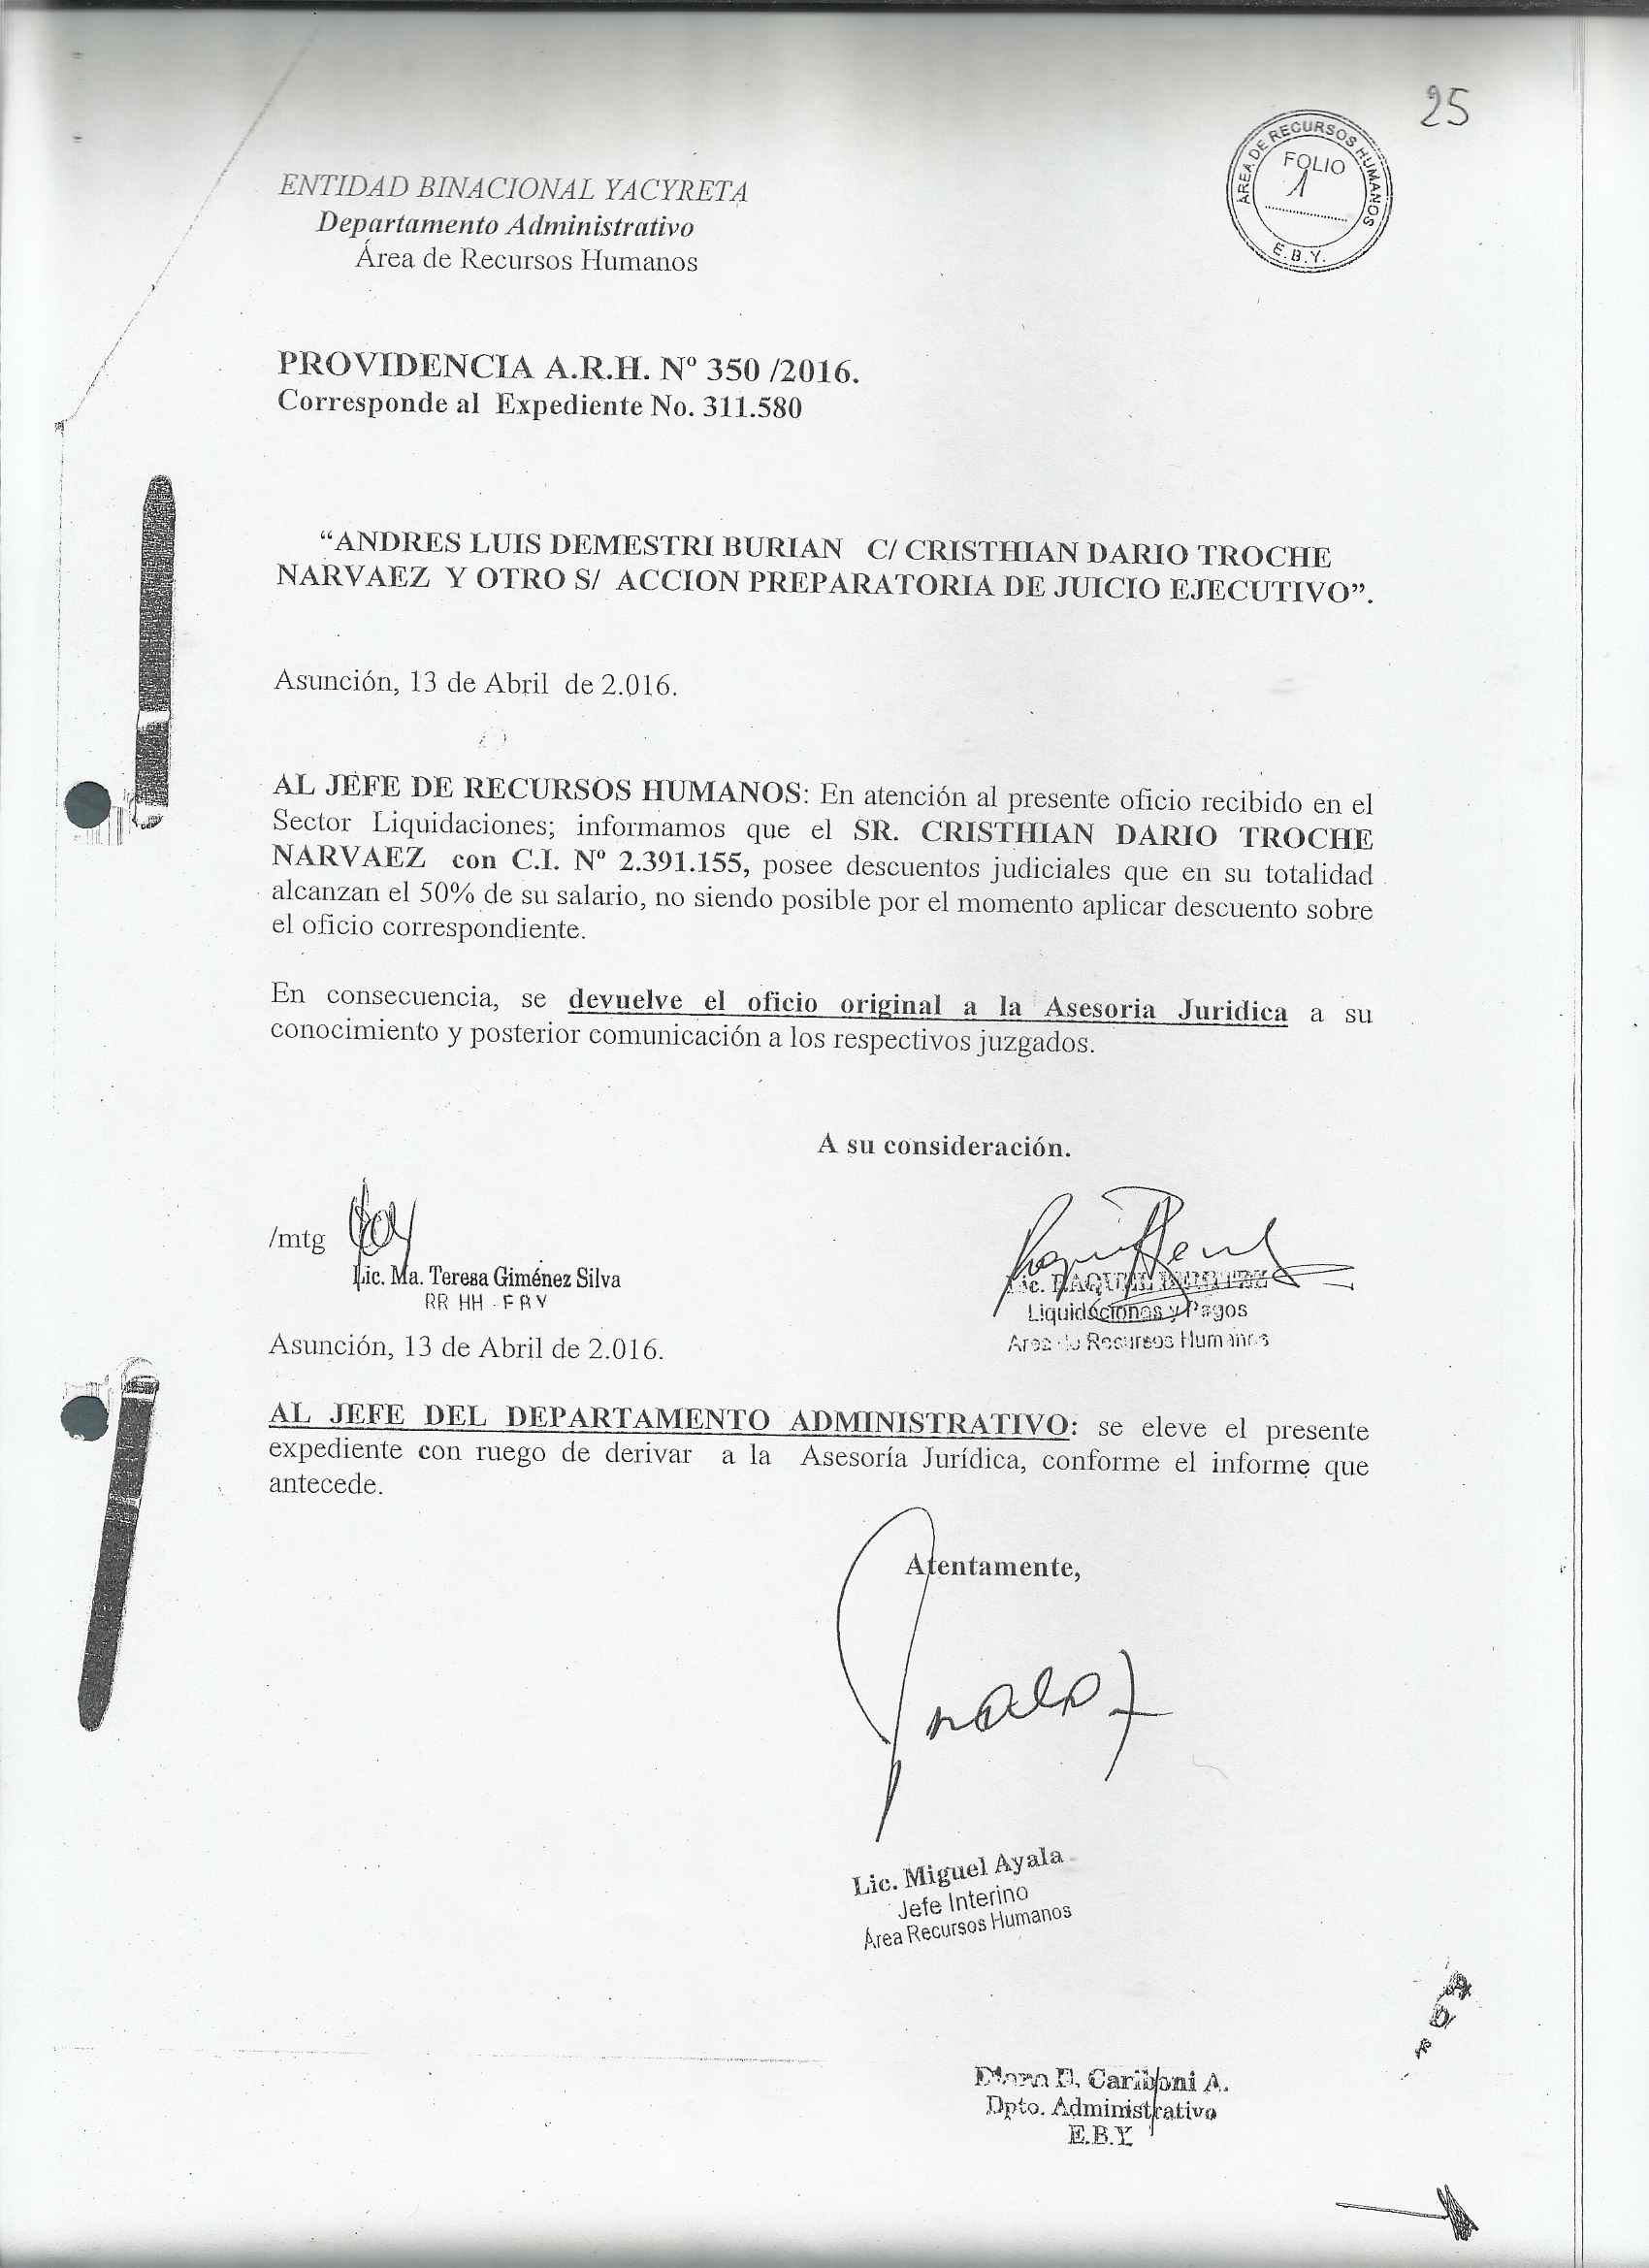 25
AREA DE RECURSOS HUMANOS
FOLIO
1
E.B.Y.
ENTIDAD BINACIONAL YACYRETA
Departamento Administrativo
Área de Recursos Humanos
PROVIDENCIA A.R.H. Nº 350 /2016.
Corresponde al Expediente No. 311.580
“ANDRES LUIS DEMESTRI BURIAN C/ CRISTHIAN DARIO TROCHE
NARVAEZ Y OTRO S/ ACCION PREPARATORIA DE JUICIO EJECUTIVO”.
Asunción, 13 de Abril de 2.016.
AL JEFE DE RECURSOS HUMANOS: En atención al presente oficio recibido en el
Sector Liquidaciones; informamos que el SR. CRISTHIAN DARIO TROCHE
NARVAEZ con C.I. Nº 2.391.155, posee descuentos judiciales que en su totalidad
alcanzan el 50% de su salario, no siendo posible por el momento aplicar descuento sobre
el oficio correspondiente.
En consecuencia, se devuelve el oficio original a la Asesoria Juridica a su
conocimiento y posterior comunicación a los respectivos juzgados.
A su consideración.
/mtg
Lic. Ma. Teresa Giménez Silva
RR HH - E B Y
Lic. RAQUEL
Liquidaciones y Pagos
Area de Recursos Humanos
Asunción, 13 de Abril de 2.016.
AL JEFE DEL DEPARTAMENTO ADMINISTRATIVO: se eleve el presente
expediente con ruego de derivar a la Asesoría Jurídica, conforme el informe que
antecede.
Atentamente,
Lic. Miguel Ayala
Jefe Interino
Área Recursos Humanos
Cariboni A.
Dpto. Administrativo
E.B.Y.